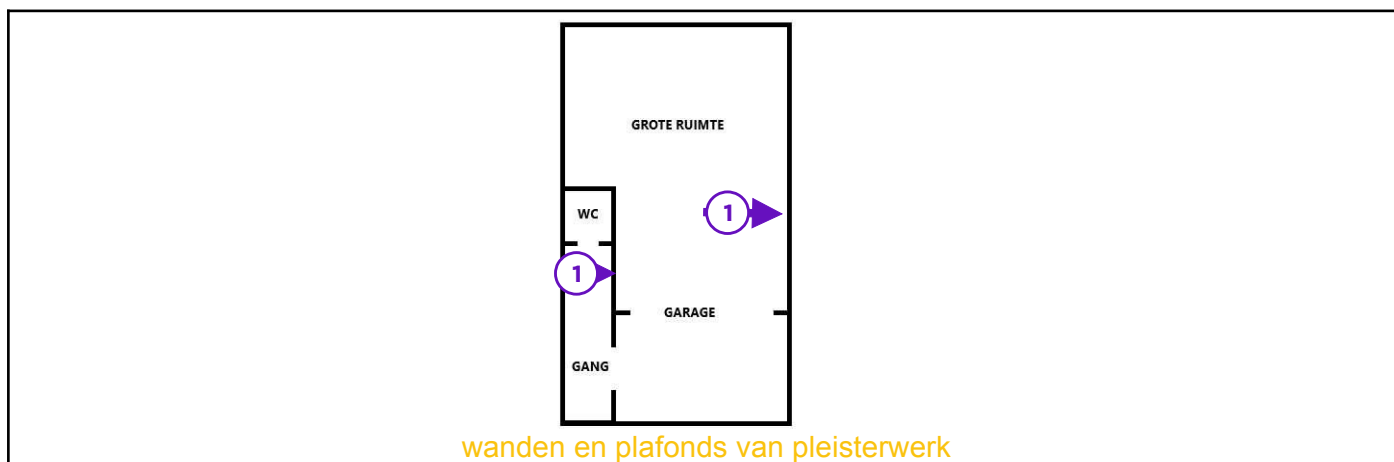 GROTE RUIMTE
WC
1
1
GARAGE
GANG
wanden en plafonds van pleisterwerk